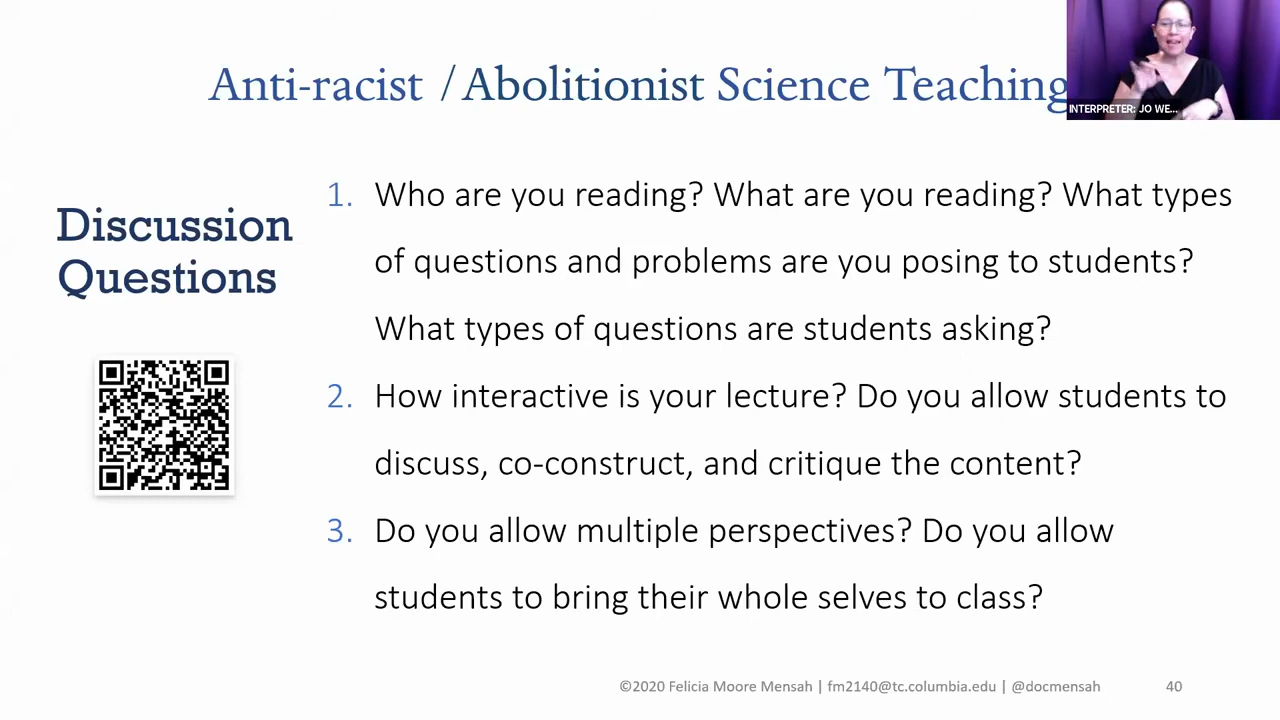 Anti-racist / Abolitionist Science Teaching
INTERPRETER: JO WE...
Discussion
Questions
1. Who are you reading? What are you reading? What types
of questions and problems are you posing to students?
What types of questions are students asking?
2. How interactive is your lecture? Do you allow students to
discuss, co-construct, and critique the content?
3. Do you allow multiple perspectives? Do you allow
students to bring their whole selves to class?
©2020 Felicia Moore Mensah | fm2140@tc.columbia.edu | @docmensah
40